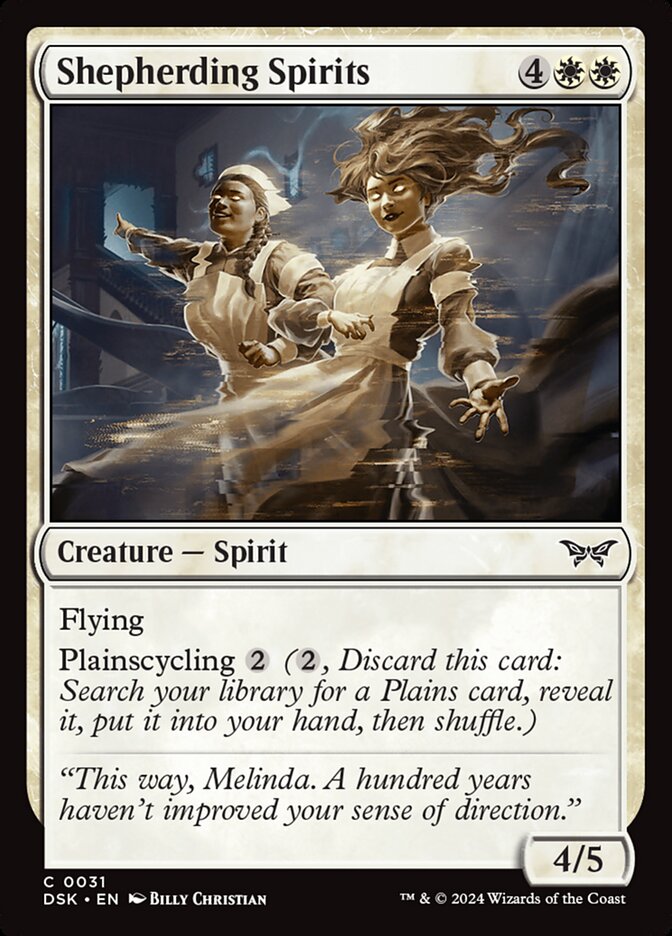 Shepherding Spirits 4
Creature — Spirit
Flying
Plainscycling 2 (2, Discard this card:
Search your library for a Plains card, reveal
it, put it into your hand, then shuffle.)
“This way, Melinda. A hundred years
haven’t improved your sense of direction.”
4/5
C 0031
DSK • EN Billy Christian
™ & © 2024 Wizards of the Coast